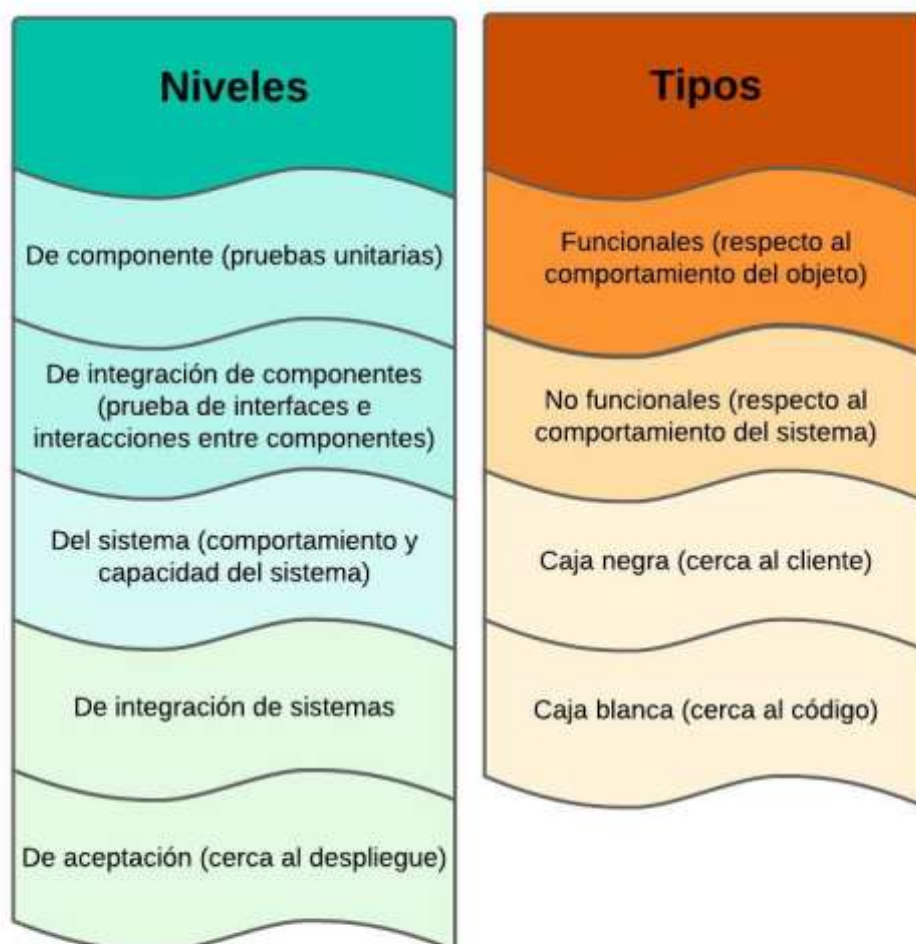 Niveles
De componente (pruebas unitarias)
De integración de componentes
(prueba de interfaces e
interacciones entre componentes)
Del sistema (comportamiento y
capacidad del sistema)
De integración de sistemas
De aceptación (cerca al despliegue)
Tipos
Funcionales (respecto al
comportamiento del objeto)
No funcionales (respecto al
comportamiento del sistema)
Caja negra (cerca al cliente)
Caja blanca (cerca al código)